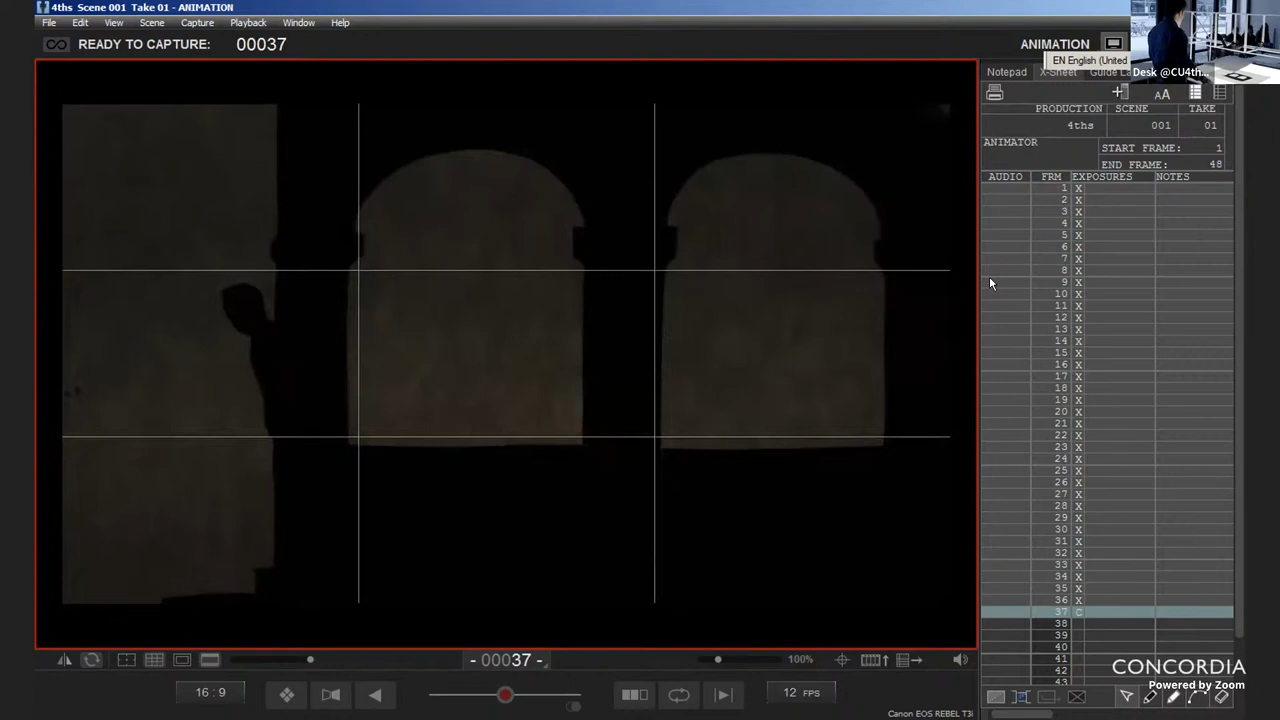 4ths Scene 001 Take 01 - ANIMATION
File Edit View Scene Capture Playback Window Help
READY TO CAPTURE: 00037
ANIMATION
EN English (United
Desk @CU4th...
Notepad X-Sheet Guide La
AA
PRODUCTION SCENE TAKE
4ths 001 01
ANIMATOR
START FRAME: 1
END FRAME: 48
AUDIO FRM EXPOSURES NOTES
1 X
2 X
3 X
4 X
5 X
6 X
7 X
8 X
9 X
10 X
11 X
12 X
13 X
14 X
15 X
16 X
17 X
18 X
19 X
20 X
21 X
22 X
23 X
24 X
25 X
26 X
27 X
28 X
29 X
30 X
31 X
32 X
33 X
34 X
35 X
36 X
37 C
38
39
40
41
42
43
CONCORDIA
Powered by Zoom
- 00037 -
100%
16 : 9
12 FPS
Canon EOS REBEL T3i